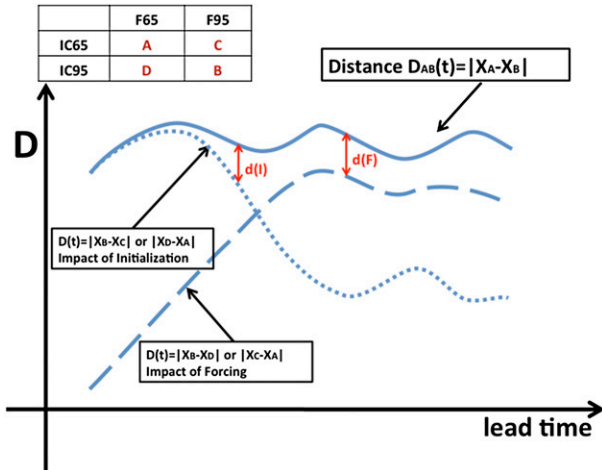 F65 F95
IC65 A C
IC95 D B
Distance DAB(t)=|XA-XB|
D
d(I)
d(F)
D(t)=|XB-XC| or |XD-XA|
Impact of Initialization
D(t)=|XB-XD| or |XC-XA|
Impact of Forcing
lead time